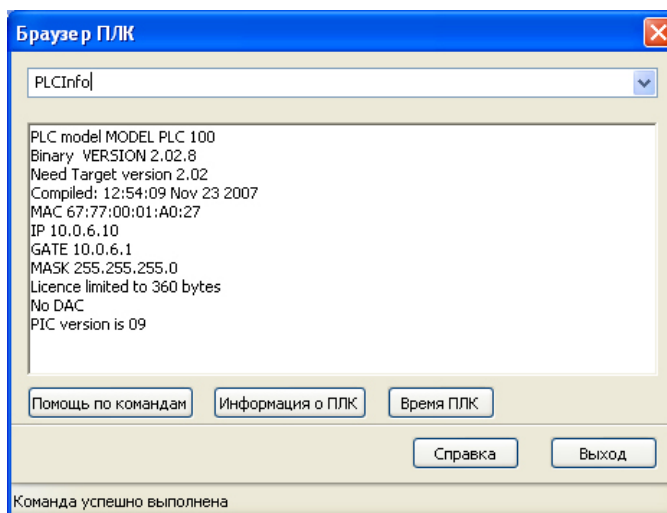 Браузер ПЛК
PLCInfo
PLC model MODEL PLC 100
Binary  VERSION 2.02.8
Need Target version 2.02
Compiled: 12:54:09 Nov 23 2007
MAC 67:77:00:01:A0:27
IP 10.0.6.10
GATE 10.0.6.1
MASK 255.255.255.0
Licence limited to 360 bytes
No DAC
PIC version is 09
Помощь по командам Информация о ПЛК Время ПЛК
Справка Выход
Команда успешно выполнена